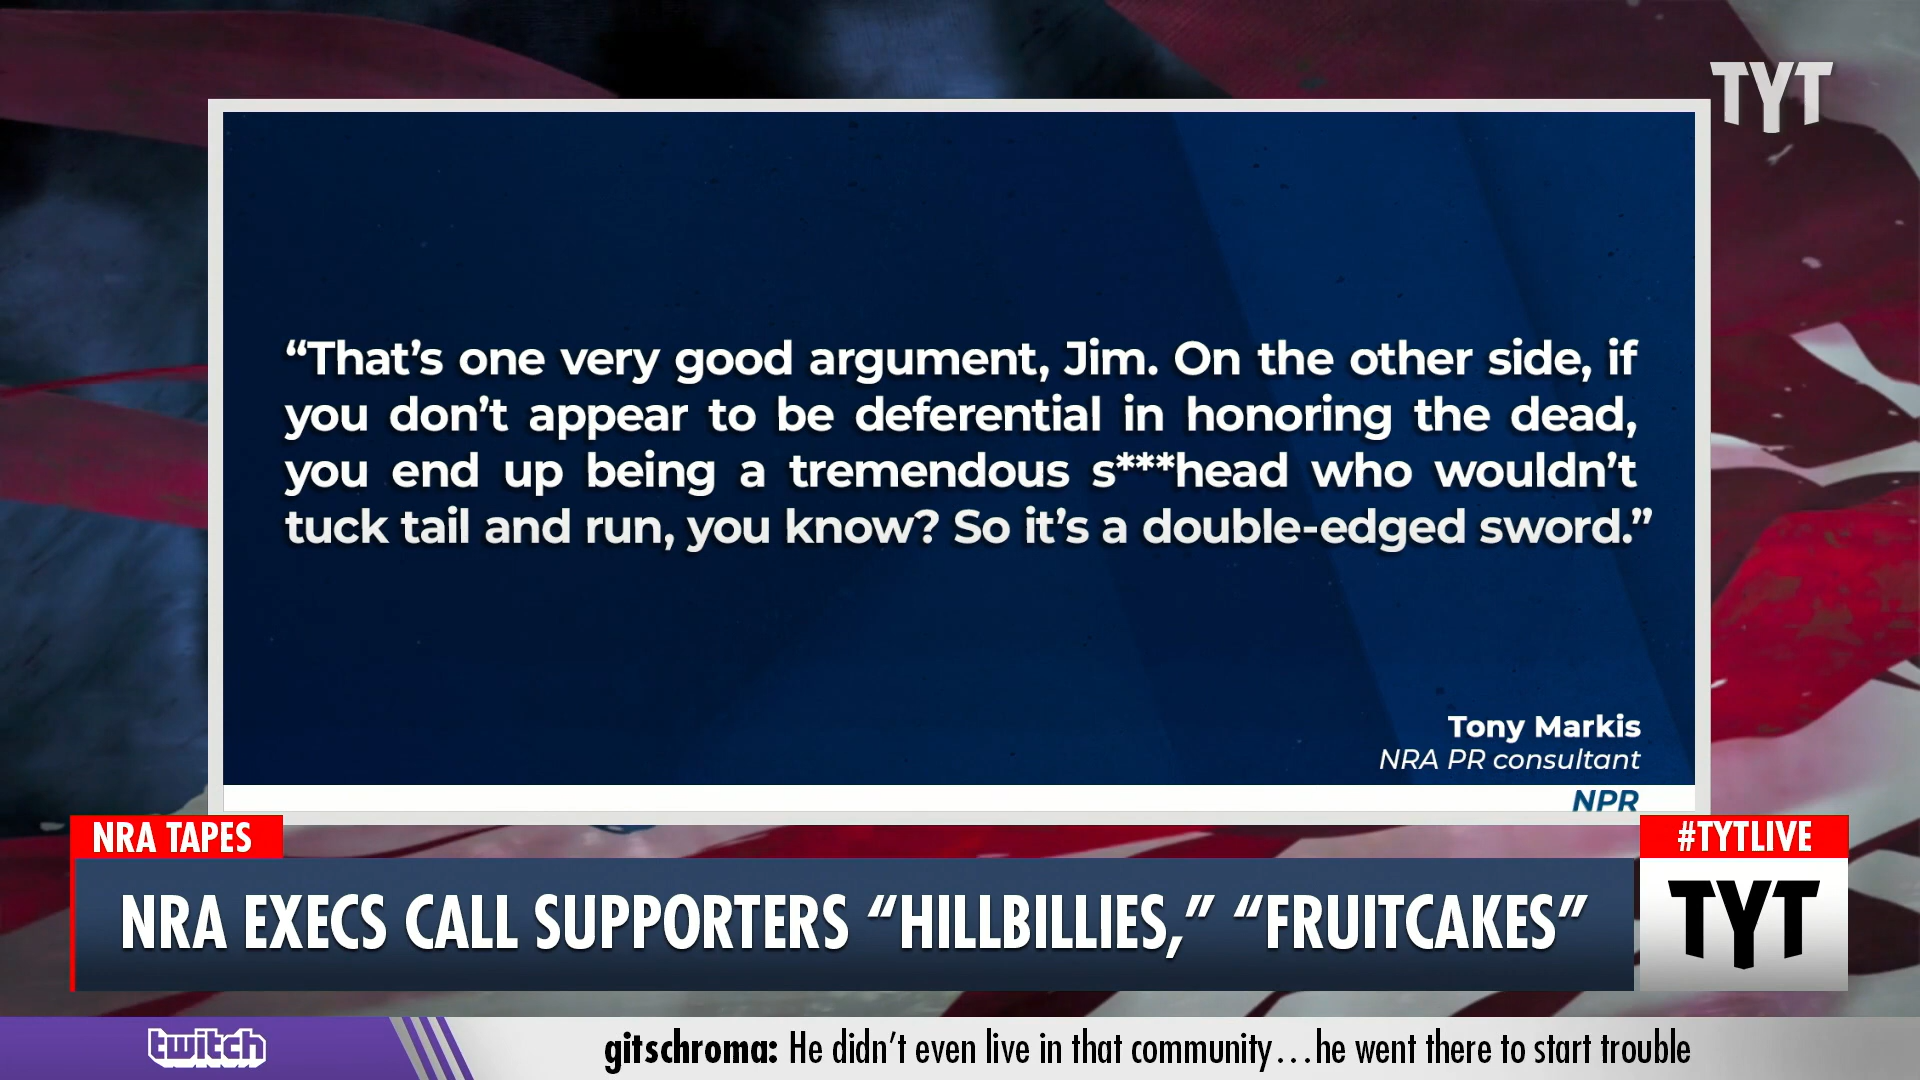 TYT
“That’s one very good argument, Jim. On the other side, if
you don’t appear to be deferential in honoring the dead,
you end up being a tremendous s***head who wouldn’t
tuck tail and run, you know? So it’s a double-edged sword.”
Tony Markis
NRA PR consultant
NPR
NRA TAPES
#TYTLIVE
NRA EXECS CALL SUPPORTERS “HILLBILLIES,” “FRUITCAKES”
TYT
twitch
gitschroma: He didn’t even live in that community...he went there to start trouble